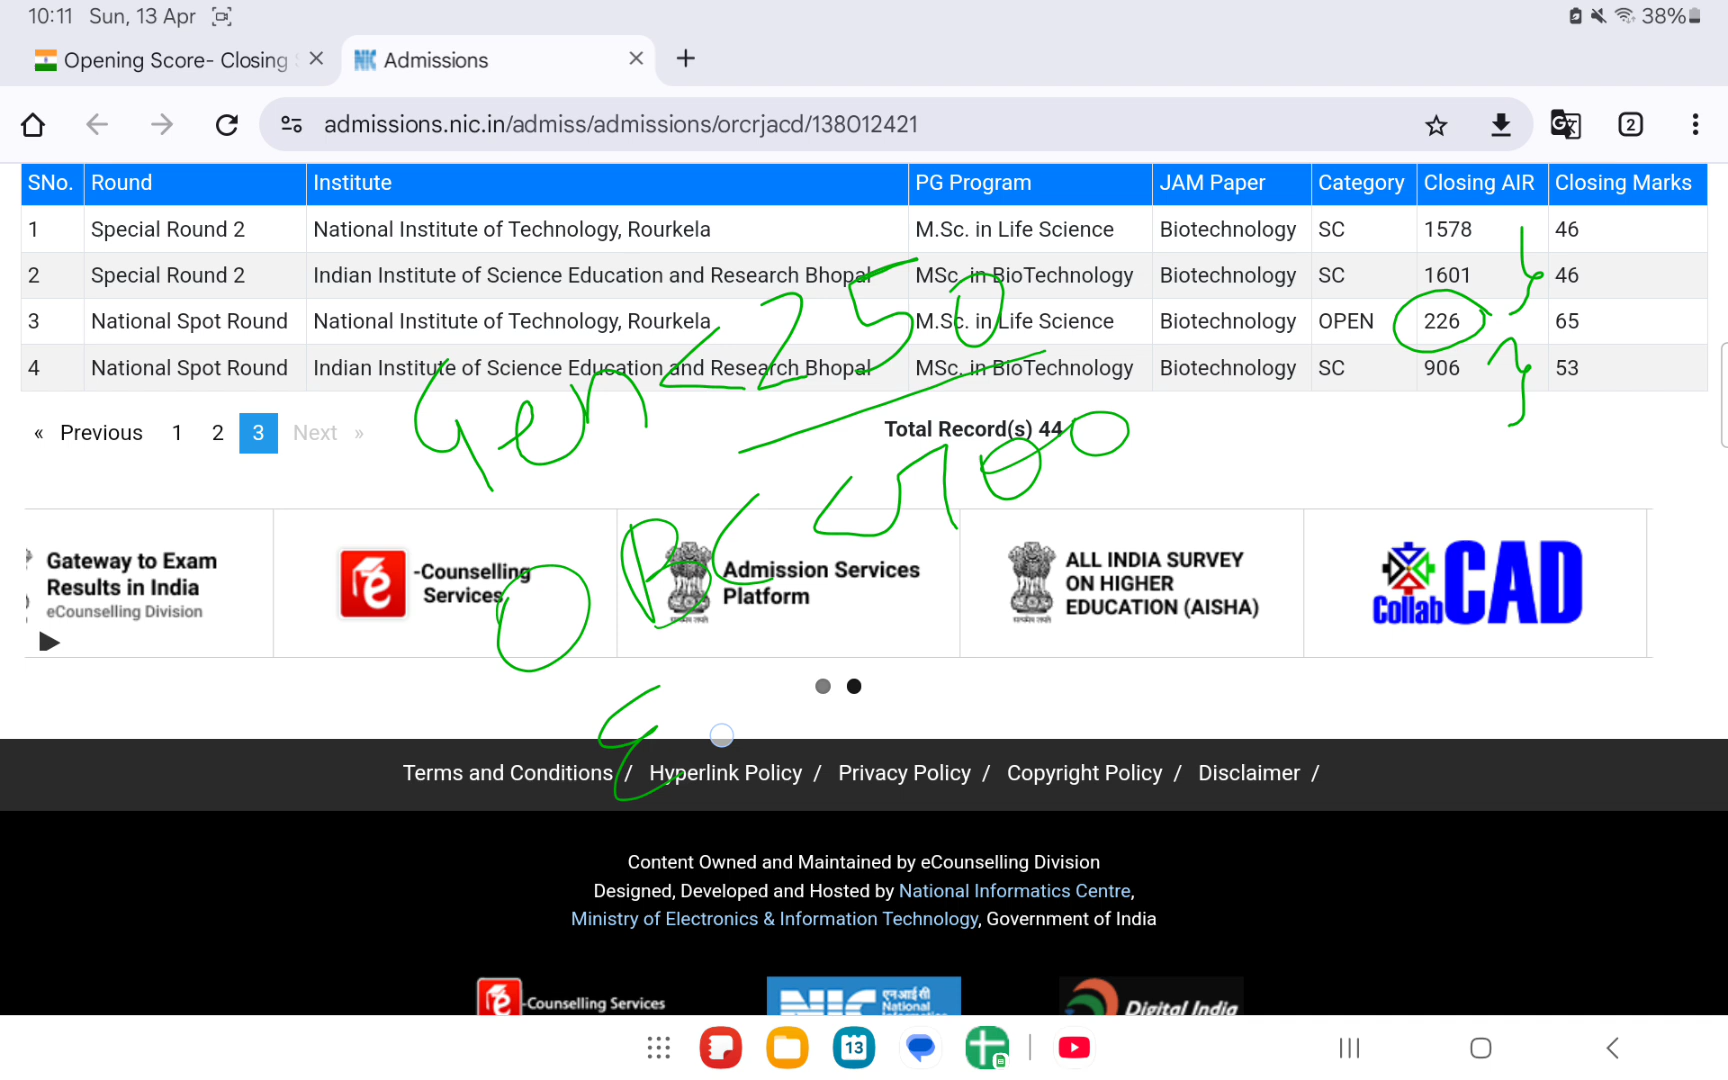 10:11 Sun, 13 Apr 38%
Opening Score- Closing
Admissions
admissions.nic.in/admiss/admissions/orcrjacd/138012421
2
SNo. Round Institute PG Program JAM Paper Category Closing AIR Closing Marks
1 Special Round 2 National Institute of Technology, Rourkela M.Sc. in Life Science Biotechnology SC 1578 46
2 Special Round 2 Indian Institute of Science Education and Research Bhopal MSc. in BioTechnology Biotechnology SC 1601 46
3 National Spot Round National Institute of Technology, Rourkela M.Sc. in Life Science Biotechnology OPEN 226 65
4 National Spot Round Indian Institute of Science Education and Research Bhopal MSc. in BioTechnology Biotechnology SC 906 53
Gen < 250
« Previous 1 2 3 Next »
Total Record(s) 44
OBC <
E
Gateway to Exam
Results in India
eCounselling Division
e -Counselling
Services
Admission Services
Platform
ALL INDIA SURVEY
ON HIGHER
EDUCATION (AISHA)
Collab CAD
Terms and Conditions / Hyperlink Policy / Privacy Policy / Copyright Policy / Disclaimer /
Content Owned and Maintained by eCounselling Division
Designed, Developed and Hosted by National Informatics Centre,
Ministry of Electronics & Information Technology, Government of India
e -Counselling Services
NIC एनआईसी
National
Digital India
13